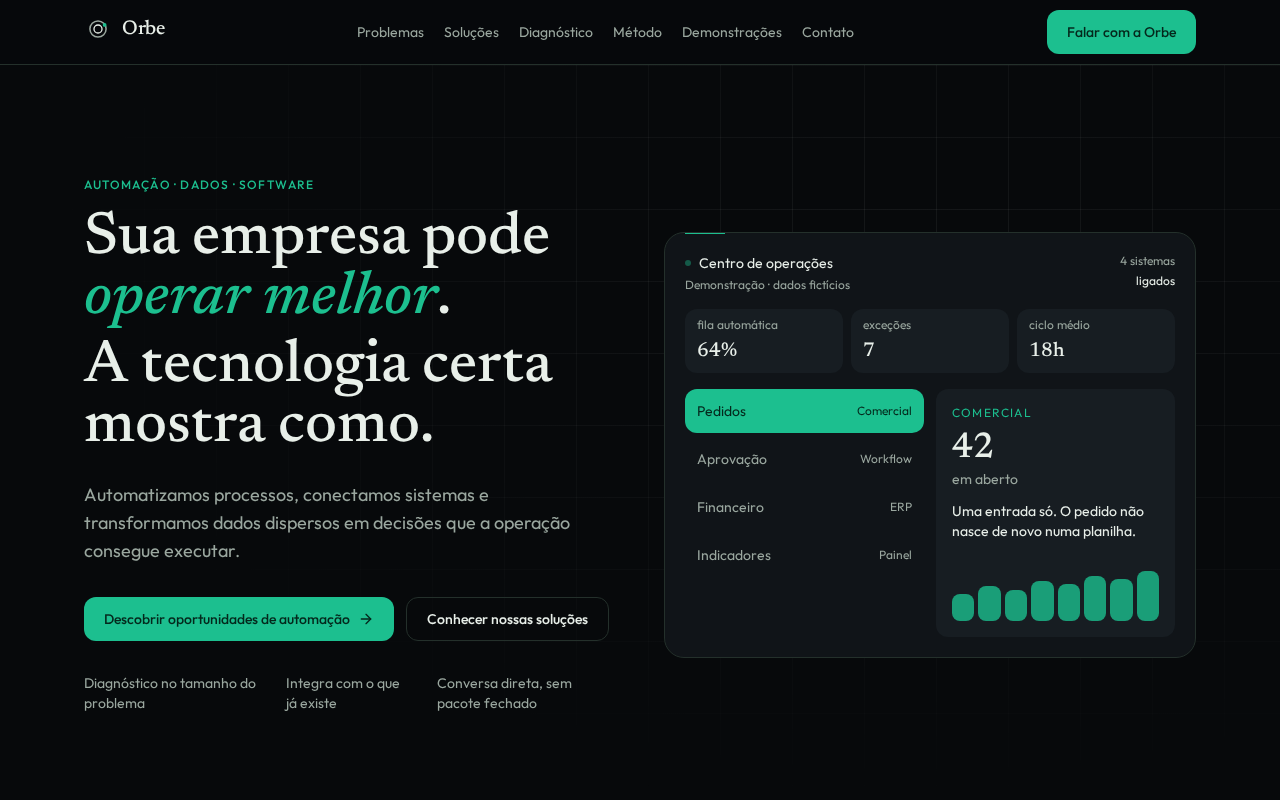 Orbe
Problemas
Soluções
Diagnóstico
Método
Demonstrações
Contato
Falar com a Orbe
AUTOMAÇÃO · DADOS · SOFTWARE
Sua empresa pode
operar melhor.
A tecnologia certa
mostra como.
Automatizamos processos, conectamos sistemas e
transformamos dados dispersos em decisões que a operação
consegue executar.
Descobrir oportunidades de automação →
Conhecer nossas soluções
Diagnóstico no tamanho do
problema
Integra com o que
já existe
Conversa direta, sem
pacote fechado
Centro de operações
Demonstração · dados fictícios
4 sistemas
ligados
fila automática
64%
exceções
7
ciclo médio
18h
Pedidos
Comercial
Aprovação
Workflow
Financeiro
ERP
Indicadores
Painel
COMERCIAL
42
em aberto
Uma entrada só. O pedido não
nasce de novo numa planilha.